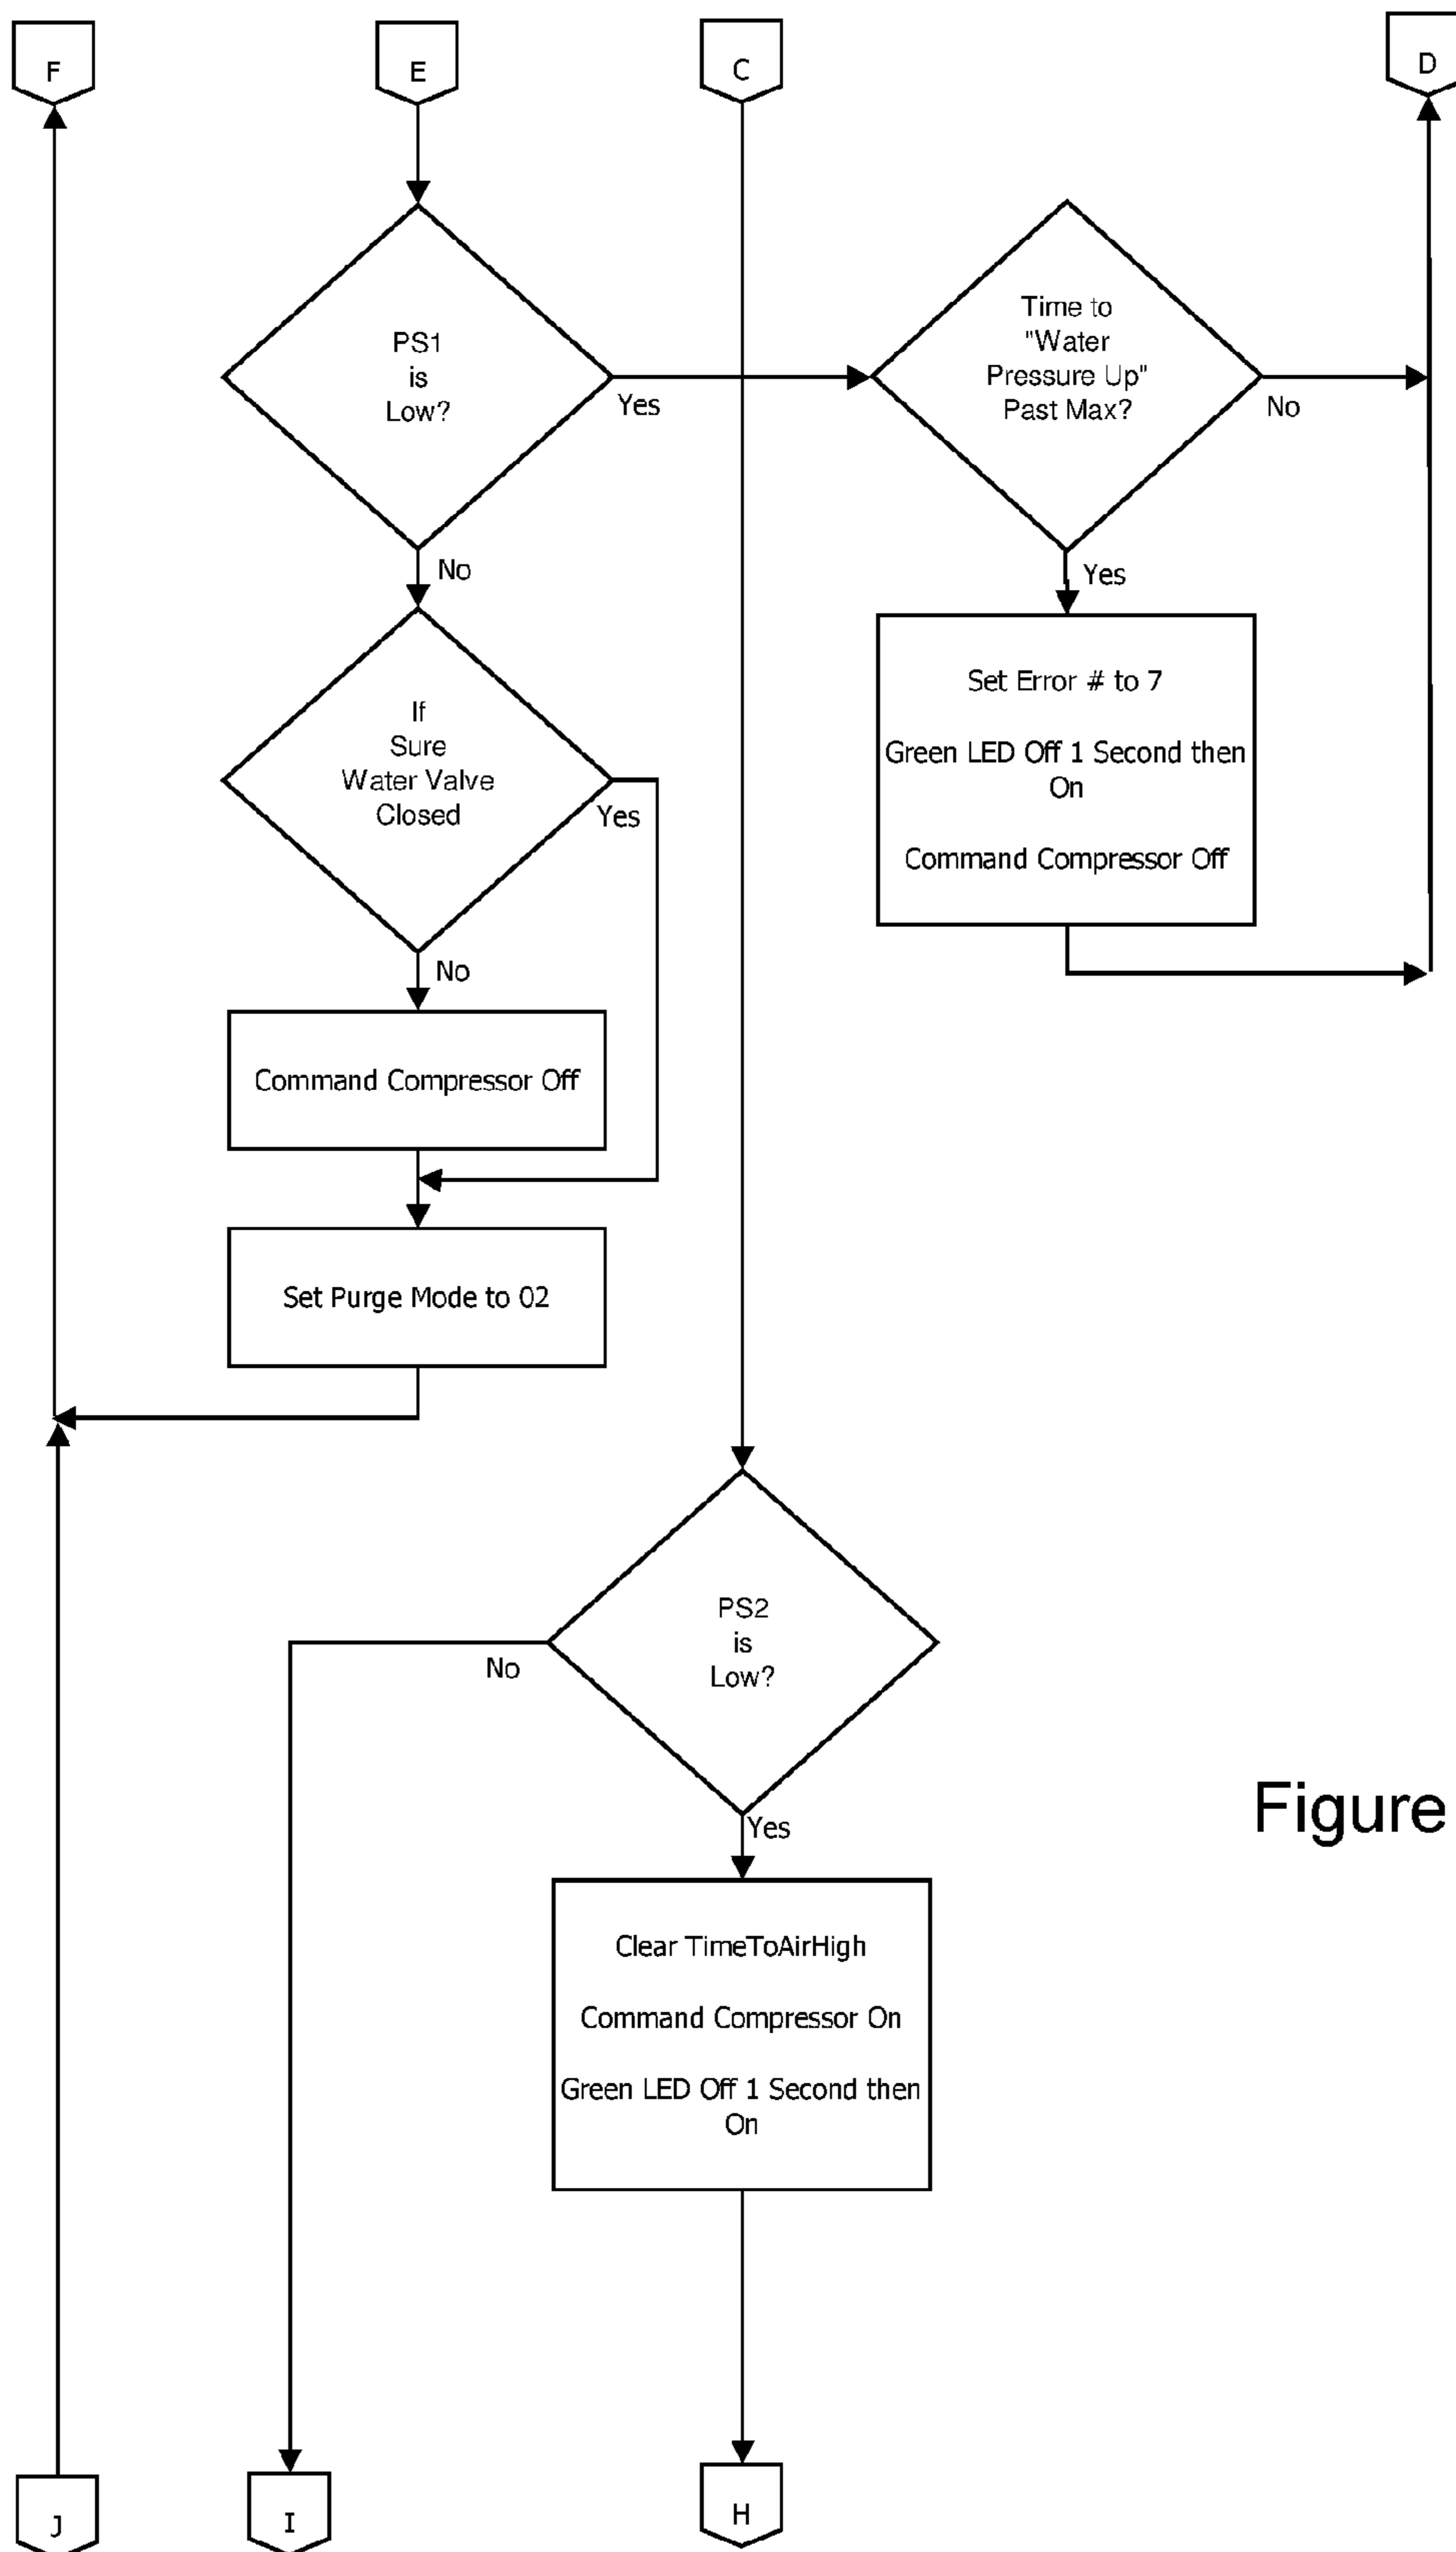 F
E
C
D
PS1
is
Low?
Yes
Time to
"Water
Pressure Up"
Past Max?
No
No
Yes
If
Sure
Water Valve
Closed
Yes
Set Error # to 7
Green LED Off 1 Second then
On
Command Compressor Off
No
Command Compressor Off
Set Purge Mode to 02
PS2
is
Low?
No
Yes
Figure
Clear TimeToAirHigh
Command Compressor On
Green LED Off 1 Second then
On
J
I
H